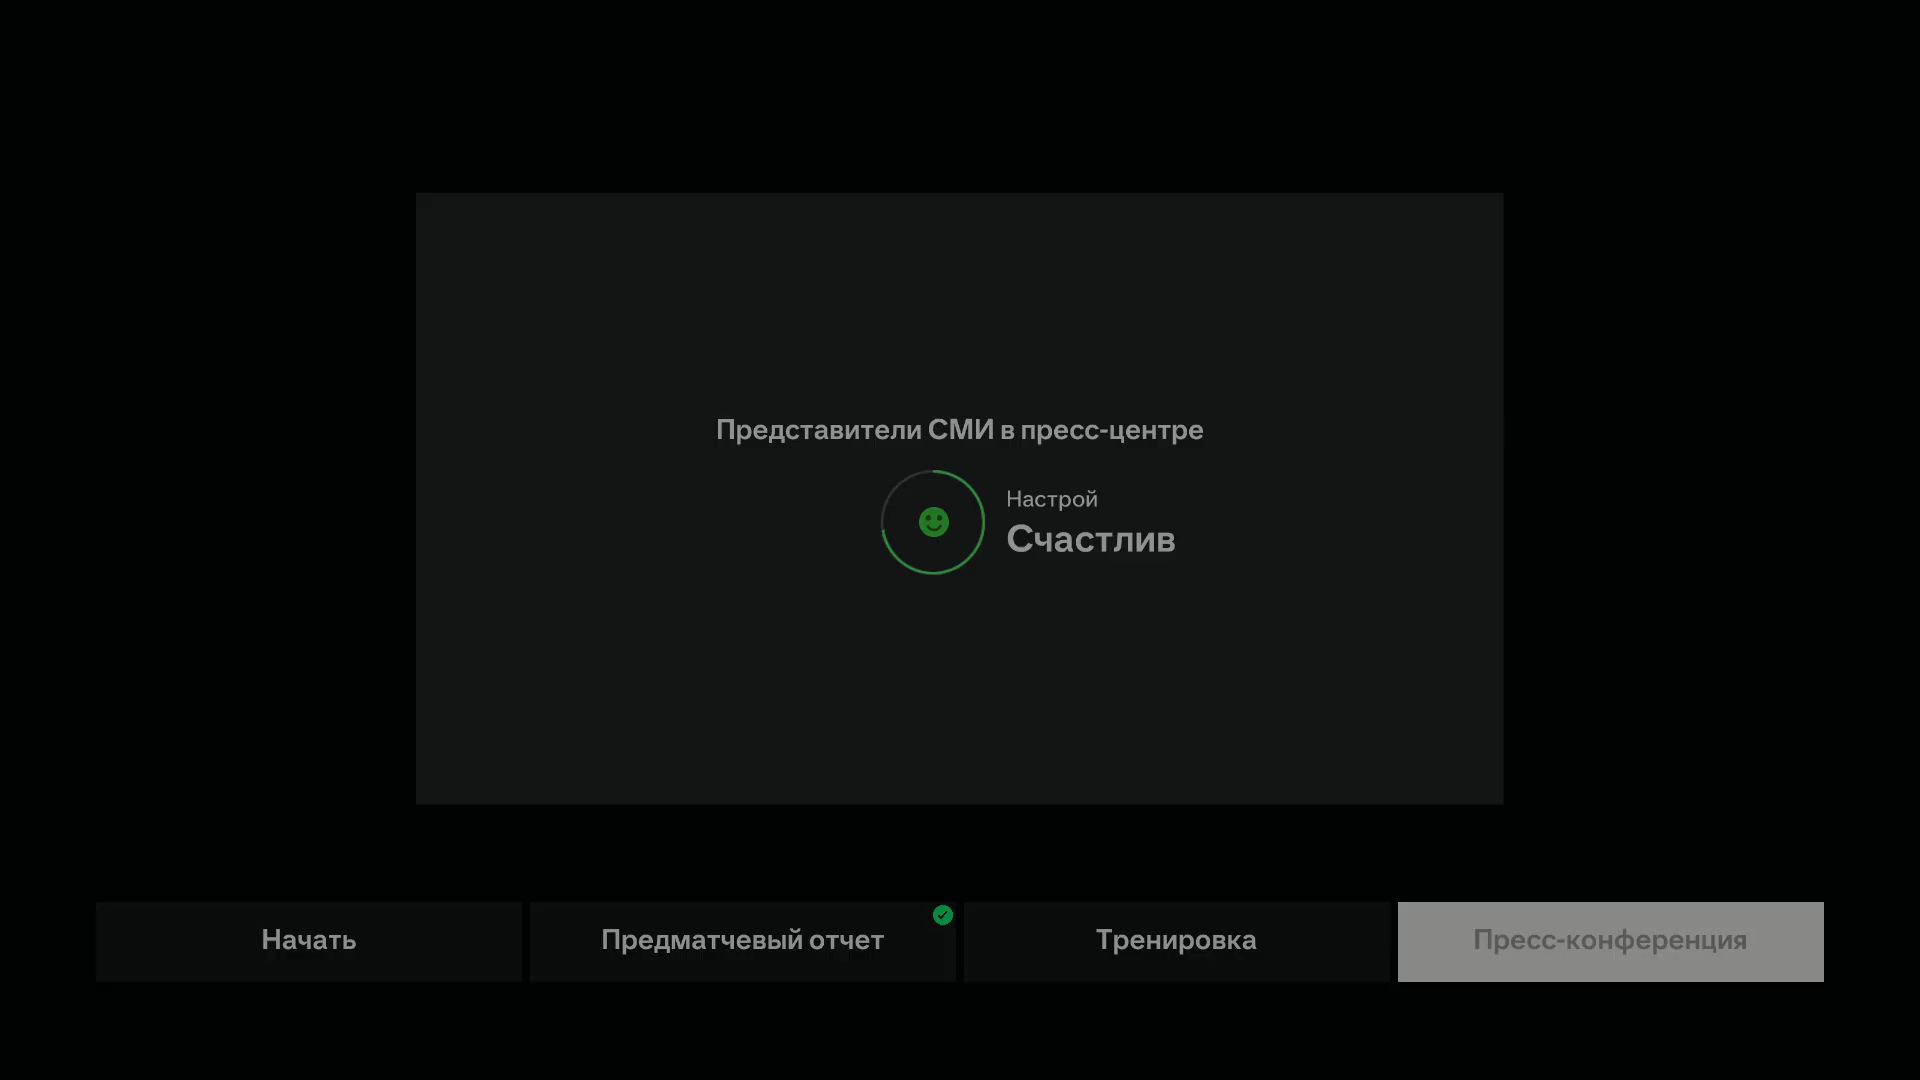 Представители СМИ в пресс-центре
Настрой
Счастлив
Начать
Предматчевый отчет
Тренировка
Пресс-конференция